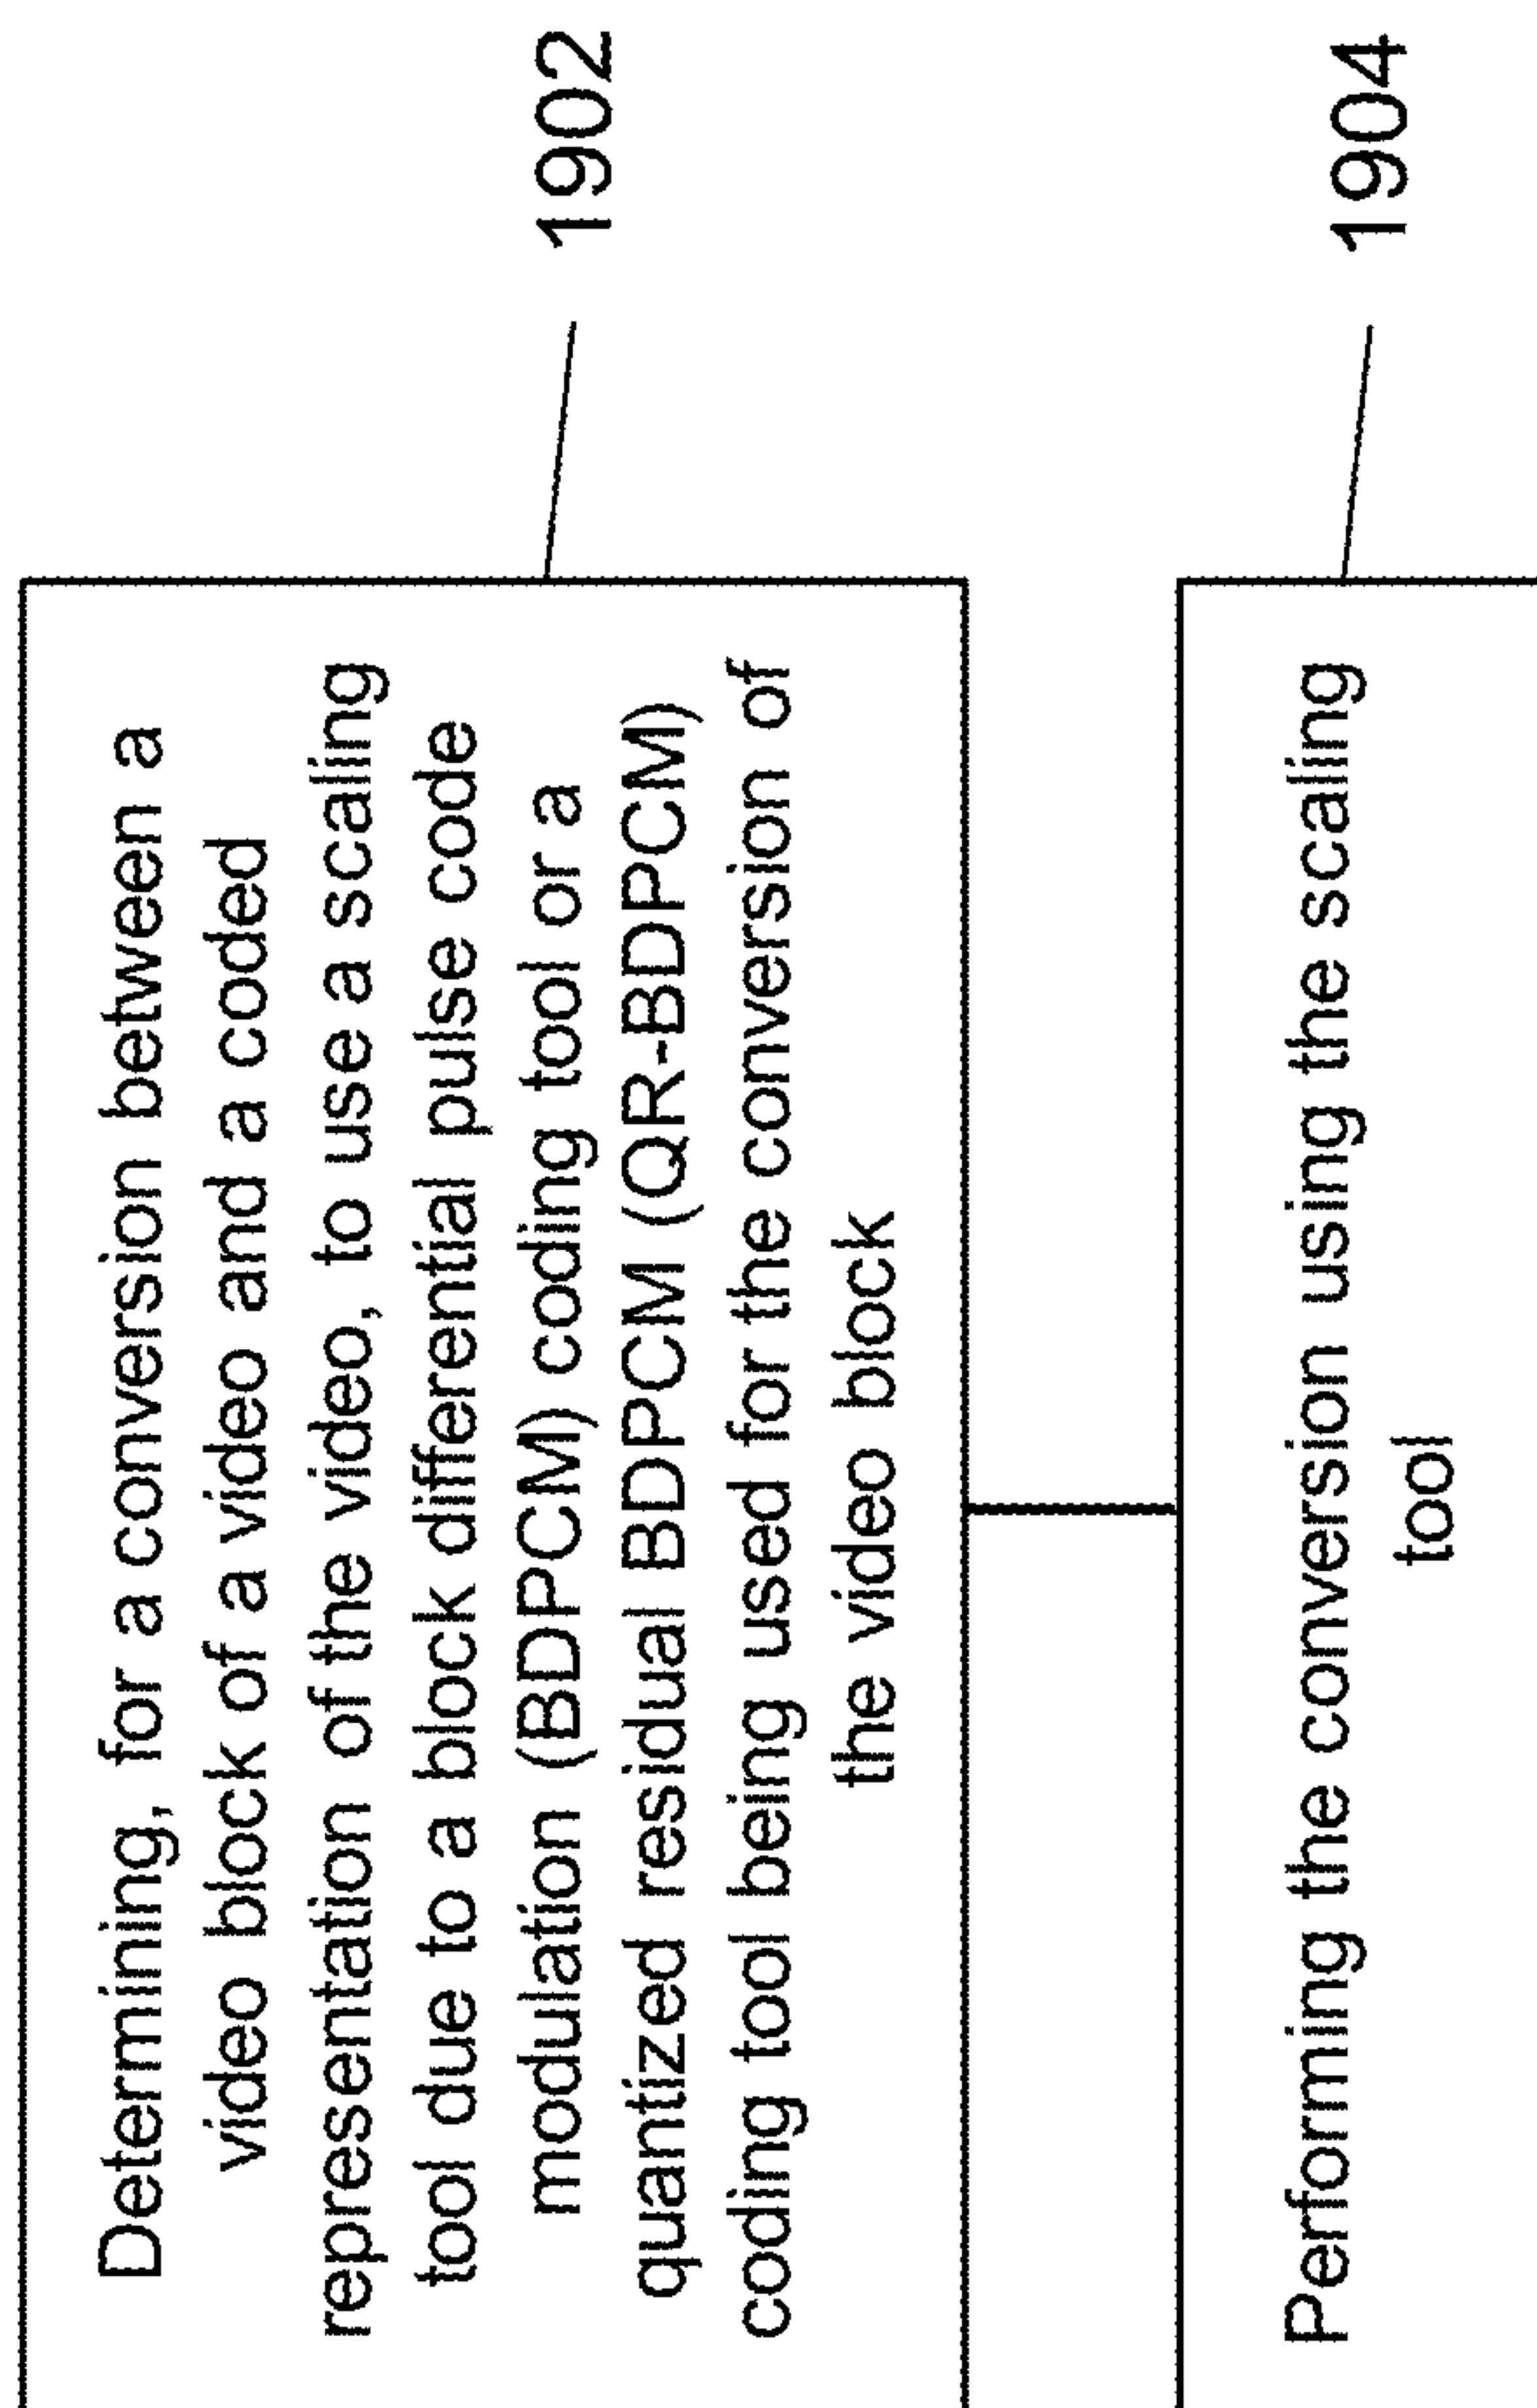 Determining, for a conversion between a
video block of a video and a coded
representation of the video, to use a scaling
tool due to a block differential pulse code
modulation (BDPCM) coding tool or a
quantized residual BDPCM (QR-BDPCM)
coding tool being used for the conversion of
the video block
1902
Performing the conversion using the scaling
tool
1904